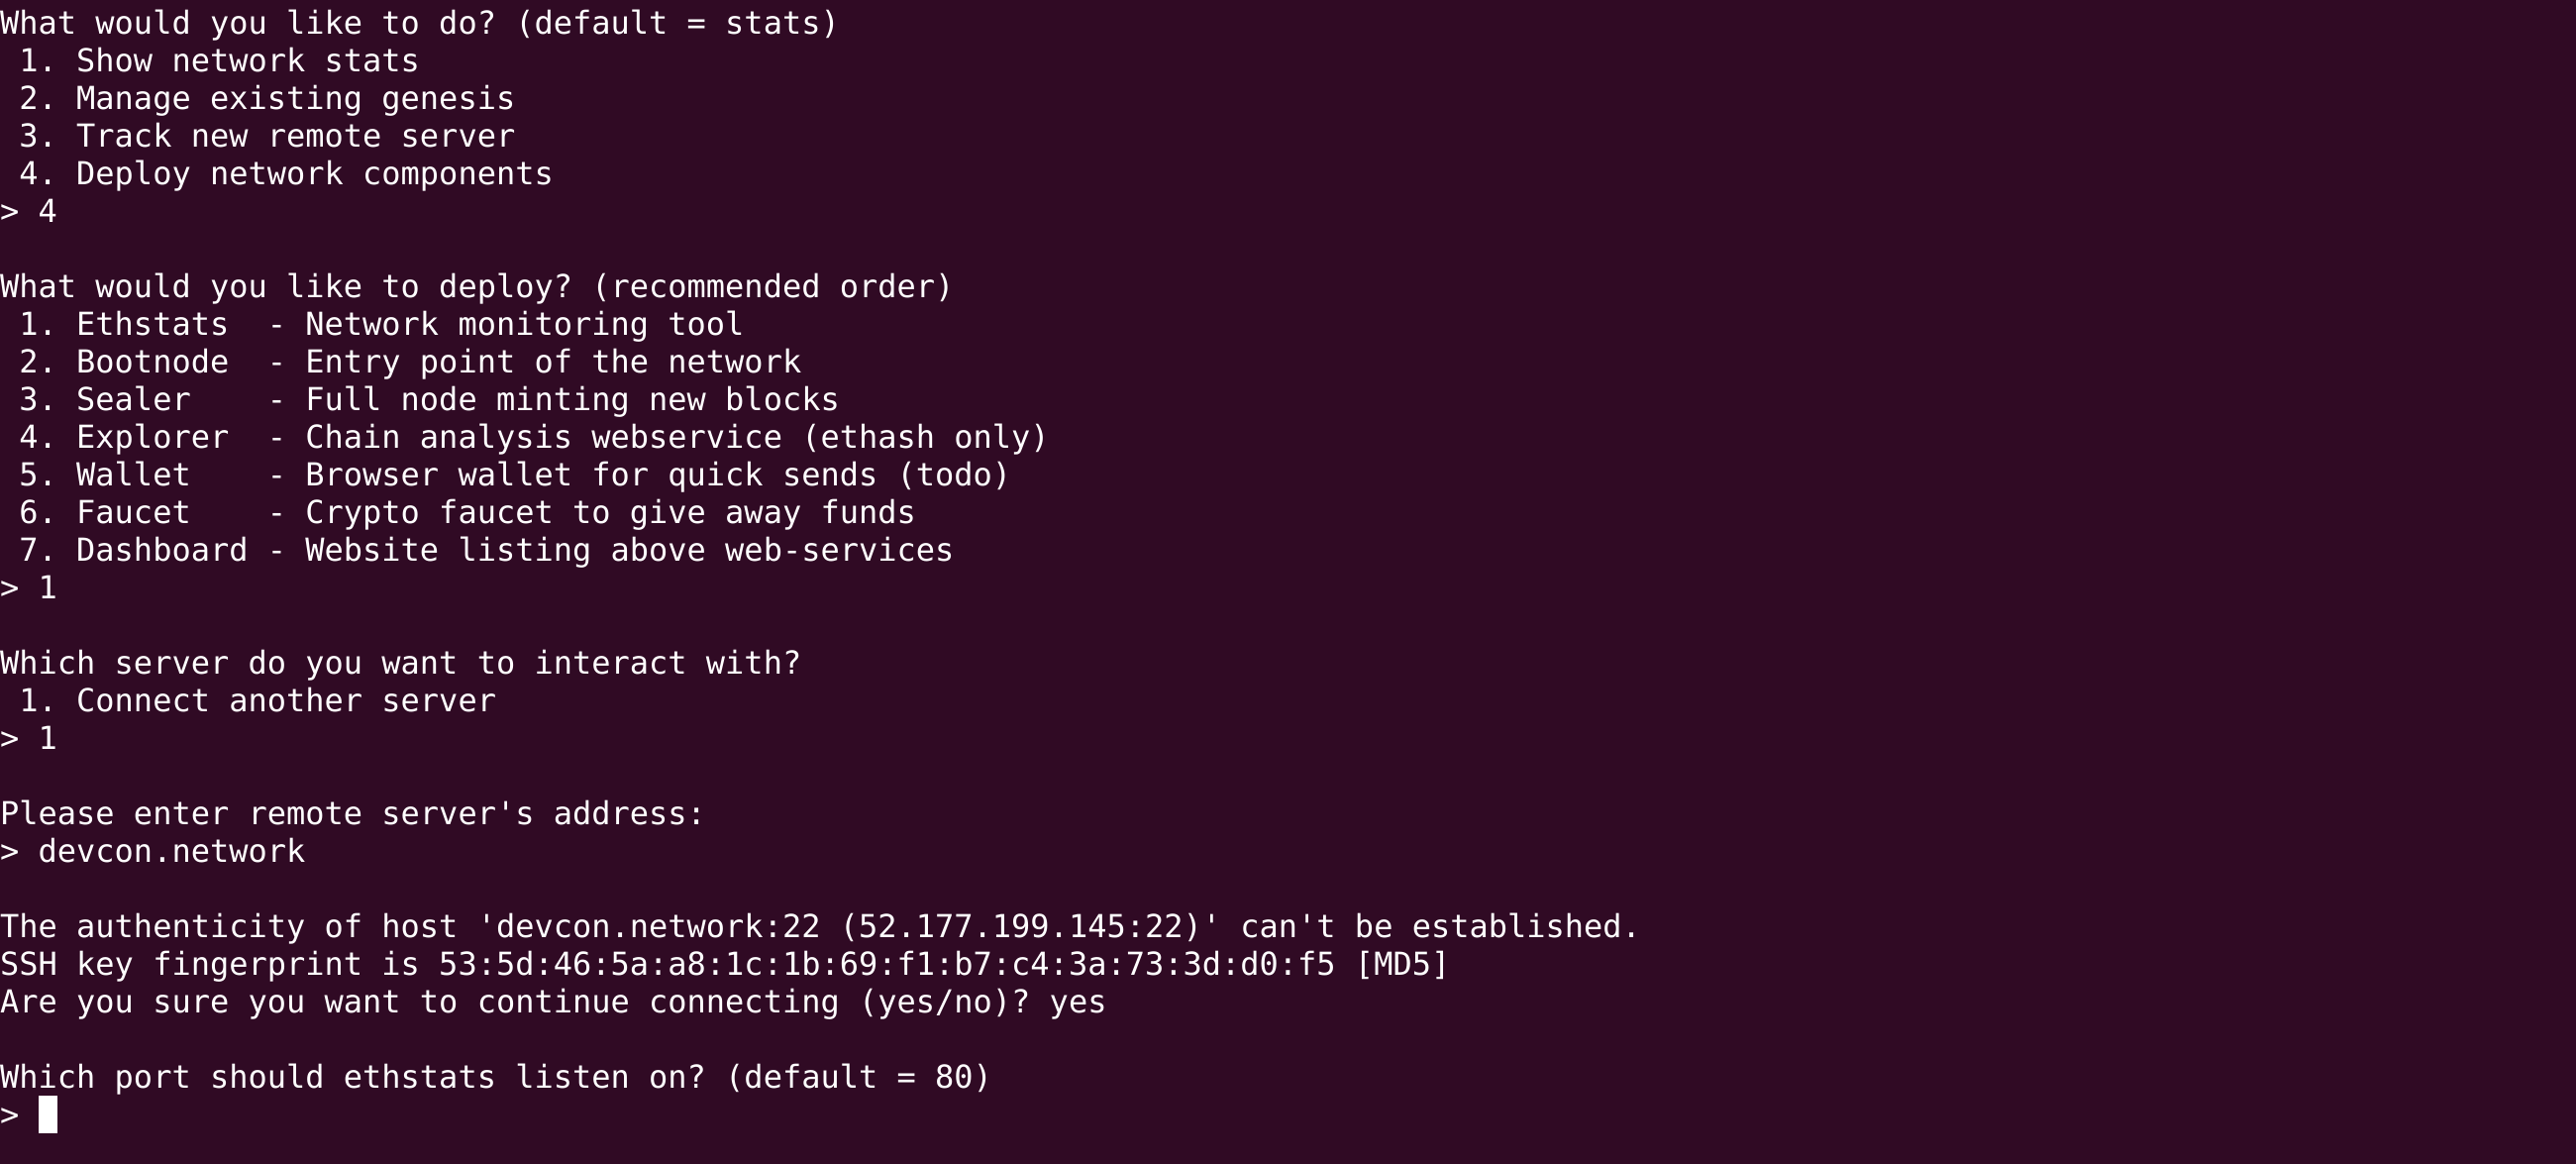 What would you like to do? (default = stats)
 1. Show network stats
 2. Manage existing genesis
 3. Track new remote server
 4. Deploy network components
> 4

What would you like to deploy? (recommended order)
 1. Ethstats  - Network monitoring tool
 2. Bootnode  - Entry point of the network
 3. Sealer    - Full node minting new blocks
 4. Explorer  - Chain analysis webservice (ethash only)
 5. Wallet    - Browser wallet for quick sends (todo)
 6. Faucet    - Crypto faucet to give away funds
 7. Dashboard - Website listing above web-services
> 1

Which server do you want to interact with?
 1. Connect another server
> 1

Please enter remote server's address:
> devcon.network

The authenticity of host 'devcon.network:22 (52.177.199.145:22)' can't be established.
SSH key fingerprint is 53:5d:46:5a:a8:1c:1b:69:f1:b7:c4:3a:73:3d:d0:f5 [MD5]
Are you sure you want to continue connecting (yes/no)? yes

Which port should ethstats listen on? (default = 80)
>